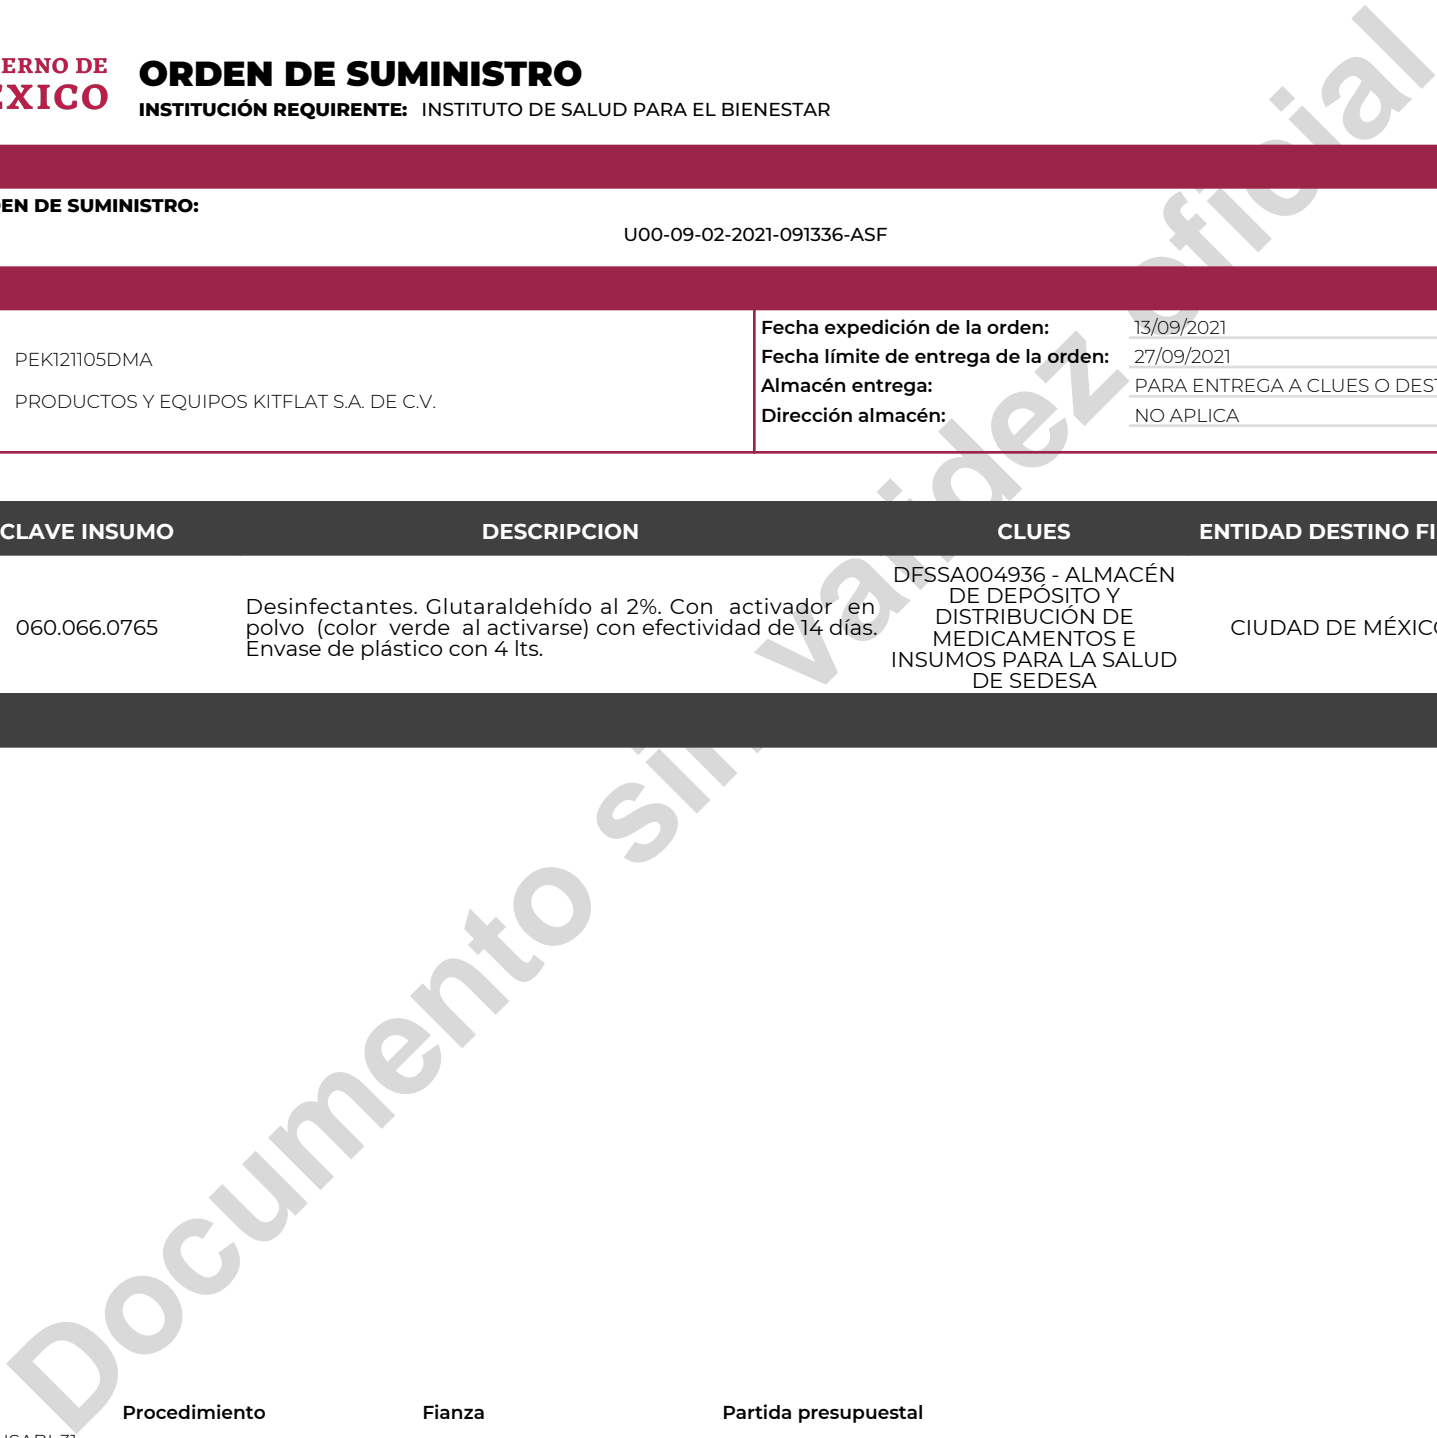 ERNO DE
EXICO
ORDEN DE SUMINISTRO
INSTITUCIÓN REQUIRENTE: INSTITUTO DE SALUD PARA EL BIENESTAR
EN DE SUMINISTRO:
U00-09-02-2021-091336-ASF
PEK121105DMA
PRODUCTOS Y EQUIPOS KITFLAT S.A. DE C.V.
Fecha expedición de la orden: 13/09/2021
Fecha límite de entrega de la orden: 27/09/2021
Almacén entrega: PARA ENTREGA A CLUES O DEST
Dirección almacén: NO APLICA
CLAVE INSUMO DESCRIPCION CLUES ENTIDAD DESTINO FI
060.066.0765
Desinfectantes. Glutaraldehído al 2%. Con activador en
polvo (color verde al activarse) con efectividad de 14 días.
Envase de plástico con 4 lts.
DFSSA004936 - ALMACÉN
DE DEPÓSITO Y
DISTRIBUCIÓN DE
MEDICAMENTOS E
INSUMOS PARA LA SALUD
DE SEDESA
CIUDAD DE MÉXICO
Documento sin validez oficial
Procedimiento Fianza Partida presupuestal